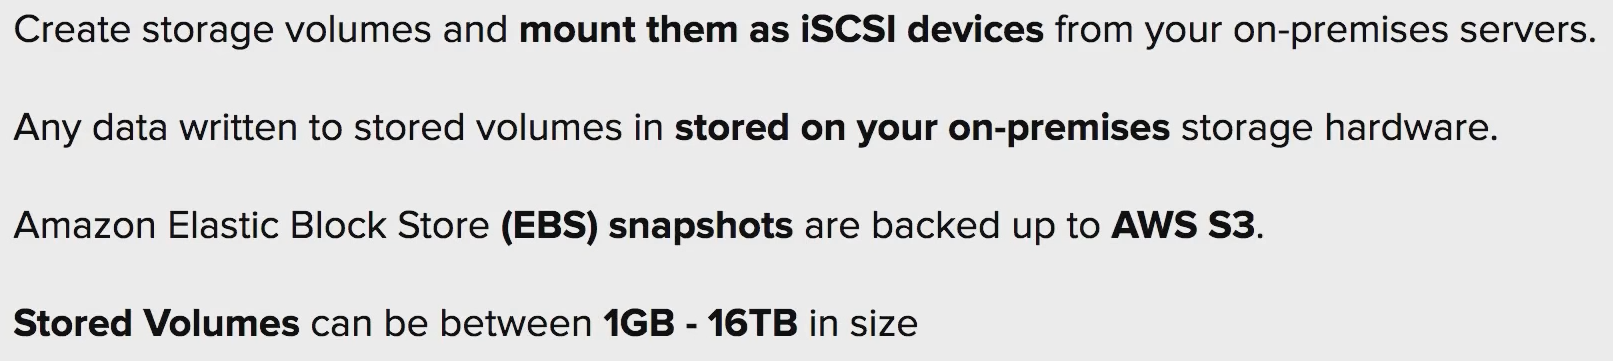 Create storage volumes and mount them as iSCSI devices from your on-premises servers.
Any data written to stored volumes in stored on your on-premises storage hardware.
Amazon Elastic Block Store (EBS) snapshots are backed up to AWS S3.
Stored Volumes can be between 1GB - 16TB in size